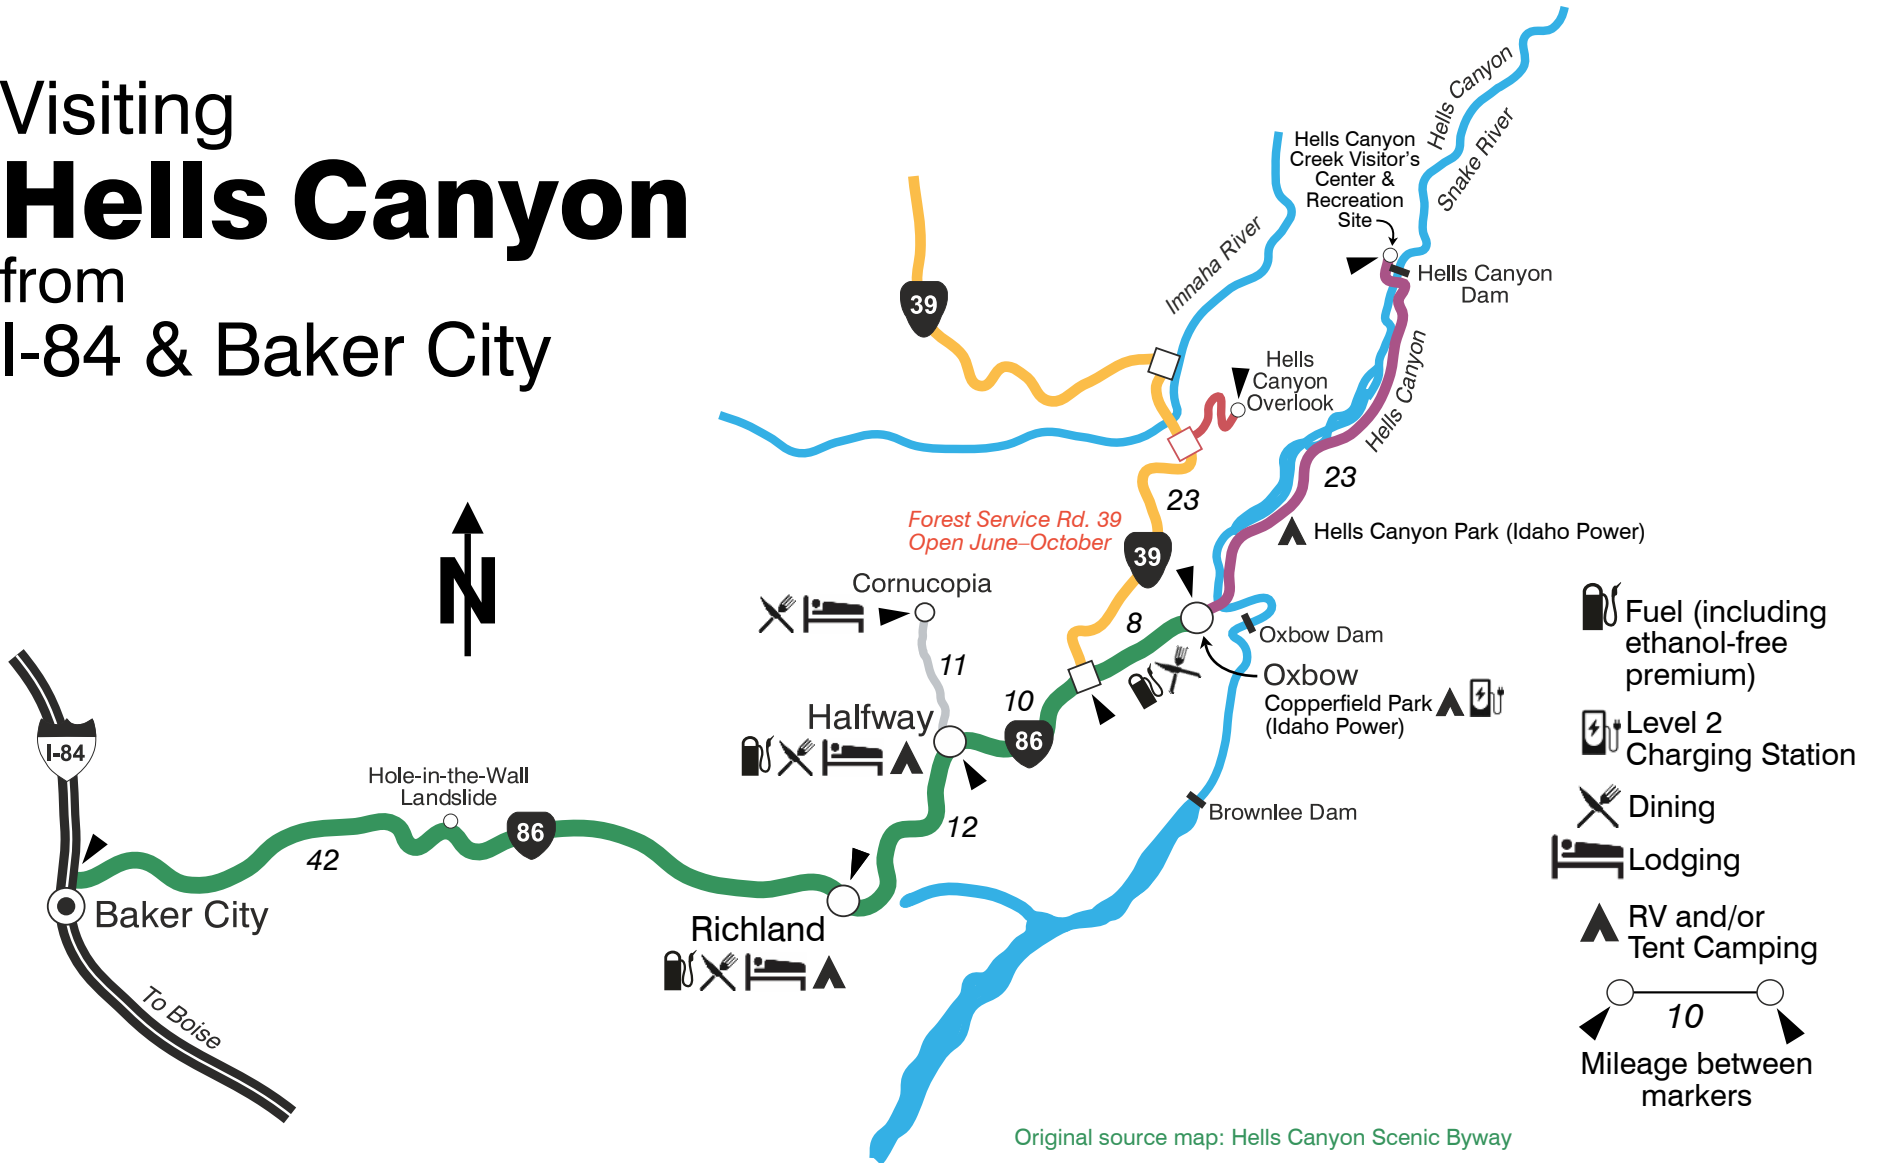 Visiting
Hells Canyon
from
I-84 & Baker City
Hells Canyon
Snake River
Hells Canyon
Creek Visitor's
Center &
Recreation
Site
Hells Canyon
Dam
Imnaha River
39
Hells
Canyon
Overlook
Hells Canyon
23
23
Forest Service Rd. 39
Open June–October
39
Hells Canyon Park (Idaho Power)
N
Cornucopia
11
8
Oxbow Dam
Oxbow
Copperfield Park
(Idaho Power)
10
Halfway
86
I-84
Hole-in-the-Wall
Landslide
86
42
12
Brownlee Dam
Baker City
Richland
To Boise
Fuel (including
ethanol-free
premium)
Level 2
Charging Station
Dining
Lodging
RV and/or
Tent Camping
10
Mileage between
markers
Original source map: Hells Canyon Scenic Byway